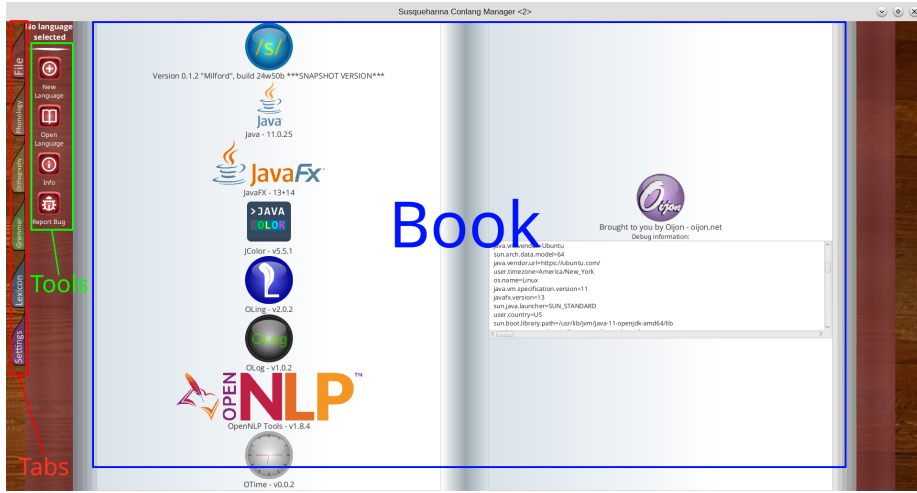 Susquehanna Conlang Manager <2>
No language
selected
File
Phonology
Orthography
Grammar
Lexicon
Settings
New
Language
Open
Language
Info
Report Bug
Tools
Tabs
/s/
Version 0.1.2 "Milford", build 24w50b ***SNAPSHOT VERSION***
Java
Java - 11.0.25
JavaFx
JavaFX - 13+14
>JAVA
COLOR
JColor - v5.5.1
OLing - v2.0.2
OLog
OLog - v1.0.2
OPEN NLP™
OpenNLP Tools - v1.8.4
OTime - v0.0.2
Book
Oijon
Brought to you by Oijon - oijon.net
Debug information:
java.vm.vendor=Ubuntu
sun.arch.data.model=64
java.vendor.url=https://ubuntu.com/
user.timezone=America/New_York
os.name=Linux
java.vm.specification.version=11
javafx.version=13
sun.java.launcher=SUN_STANDARD
user.country=US
sun.boot.library.path=/usr/lib/jvm/java-11-openjdk-amd64/lib